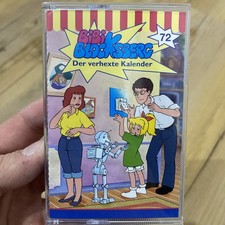 BIBI
BLOCKSBERG
72
Der verhexte Kalender